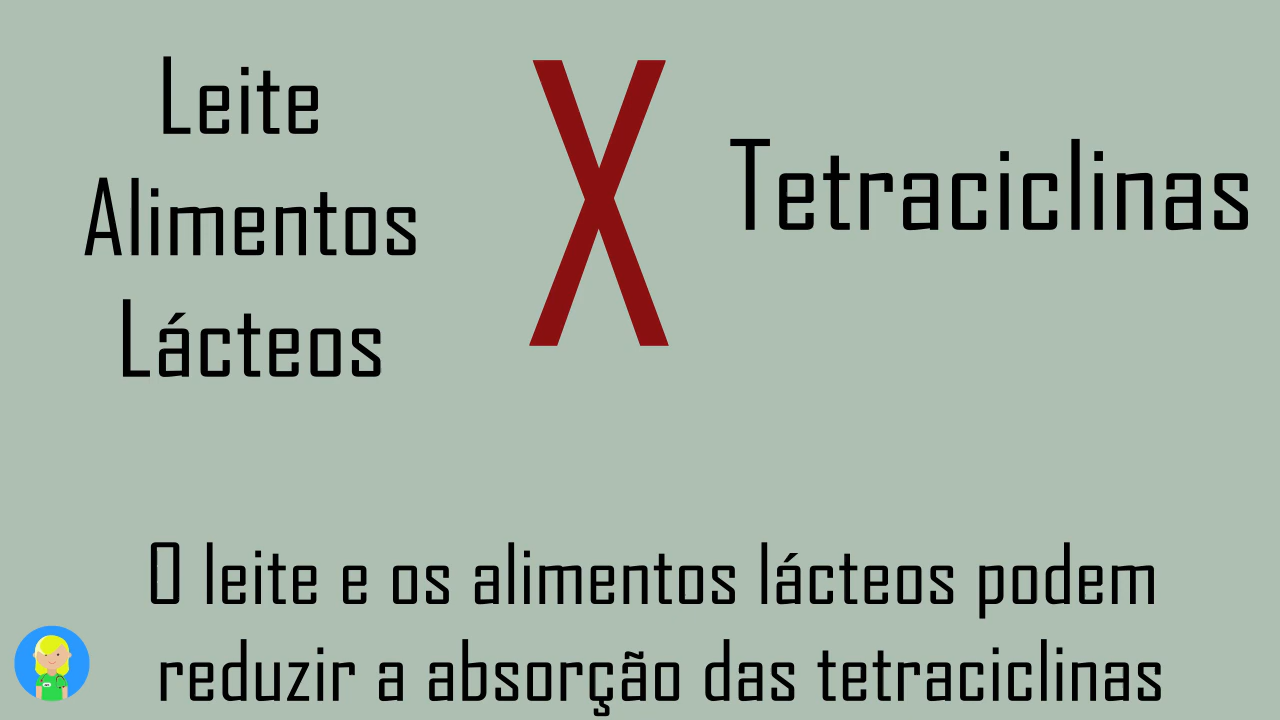 Leite
Alimentos
Lácteos
X
Tetraciclinas
O leite e os alimentos lácteos podem
reduzir a absorção das tetraciclinas